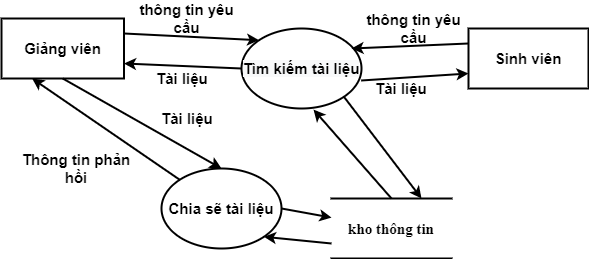 thông tin yêu
cầu
thông tin yêu
cầu
Giảng viên
Tìm kiếm tài liệu
Sinh viên
Tài liệu
Tài liệu
Tài liệu
Thông tin phản
hồi
Chia sẽ tài liệu
kho thông tin